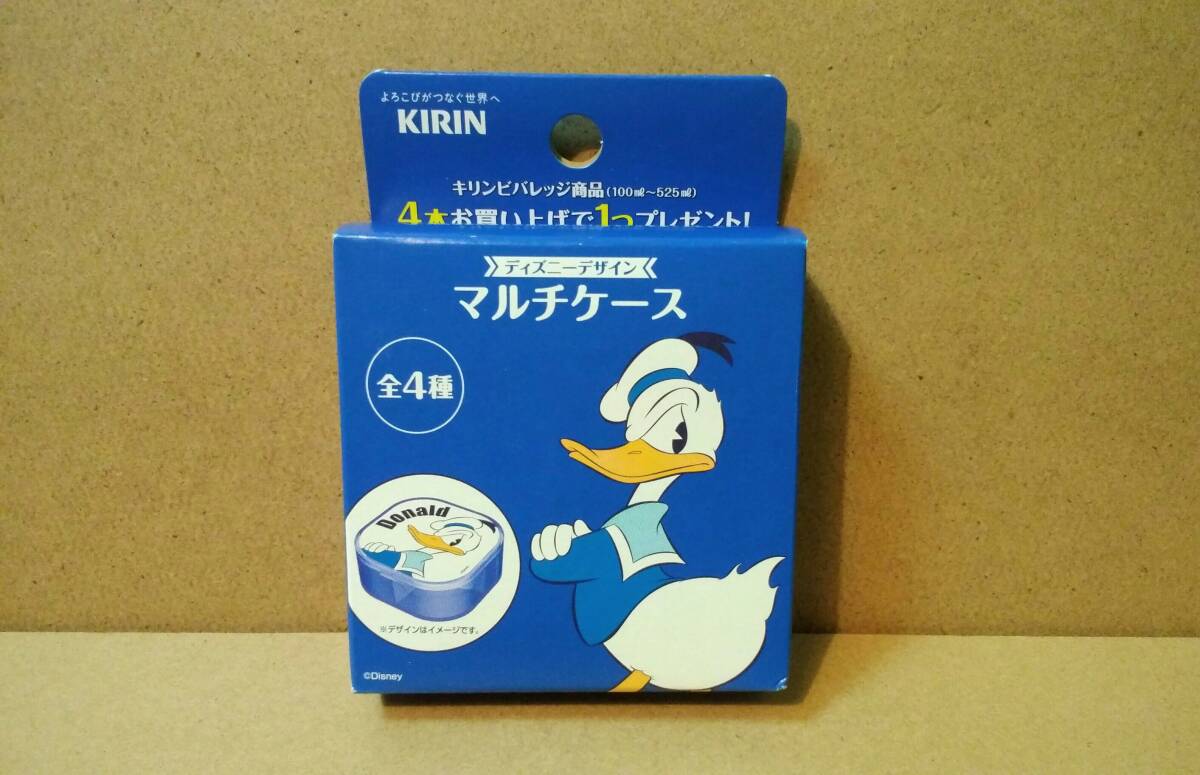 よろこびがつなぐ世界へ
KIRIN
キリンビバレッジ商品(100㎖～525㎖)
4本お買い上げで1つプレゼント!
ディズニーデザイン
マルチケース
全4種
Donald
※デザインはイメージです。
©Disney